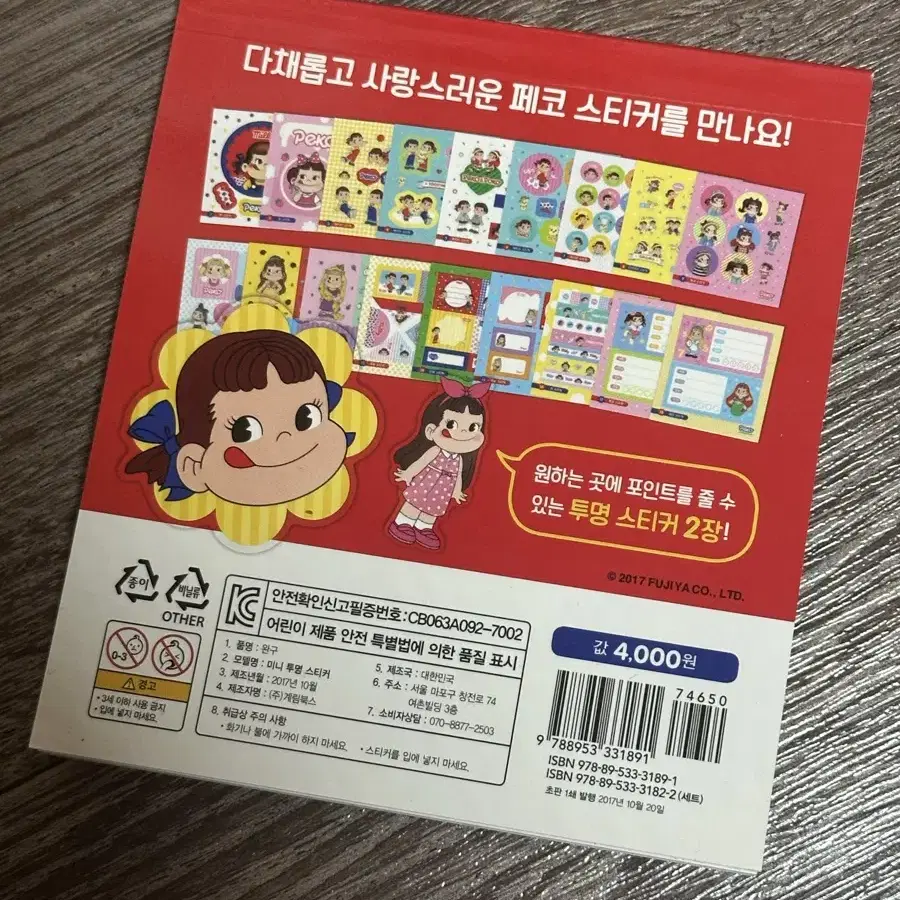 다채롭고 사랑스러운 페코 스티커를 만나요!
Peko
원하는 곳에 포인트를 줄 수
있는 투명 스티커 2장!
© 2017 FUJIYA CO., LTD.
종이
비닐류
OTHER
0-3
경고
• 3세 이하 사용 금지
• 입에 넣지 마세요.
안전확인신고필증번호 : CB063A092-7002
어린이 제품 안전 특별법에 의한 품질 표시
1. 품명 : 완구
2. 모델명 : 미니 투명 스티커
3. 제조년월 : 2017년 10월
4. 제조자명 : (주)계림북스
5. 제조국 : 대한민국
6. 주소 : 서울 마포구 창전로 74
여촌빌딩 3층
7. 소비자상담 : 070-8877-2503
8. 취급상 주의 사항
• 화기나 불에 가까이 하지 마세요.
• 스티커를 입에 넣지 마세요.
값 4,000원
74650
9 788953 331891
ISBN 978-89-533-3189-1
ISBN 978-89-533-3182-2 (세트)
초판 1쇄 발행 2017년 10월 20일